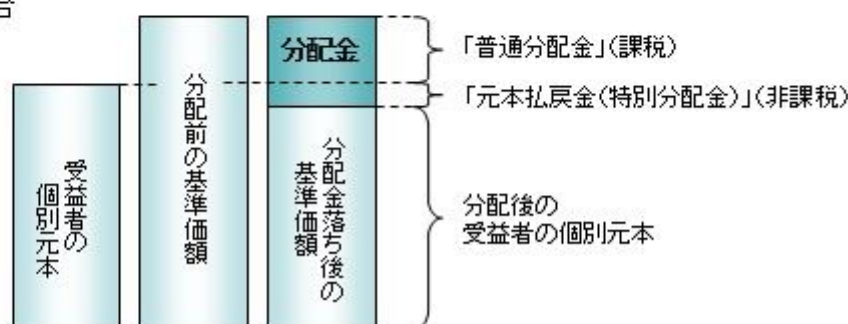 合
分配金
「普通分配金」(課税)
「元本払戻金(特別分配金)」(非課税)
受益者の
個別元本
分配前の基準価額
分配金落ち後の
基準価額
分配後の
受益者の個別元本